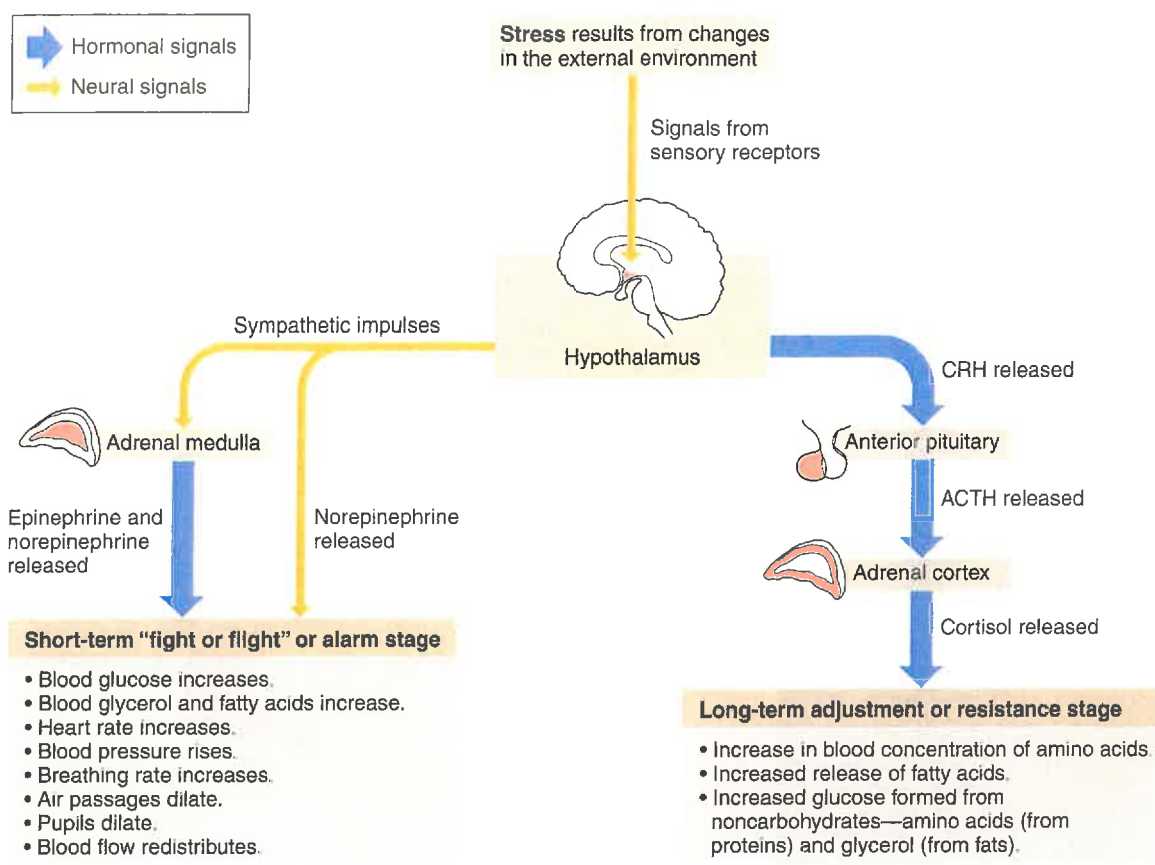 Hormonal signals
Neural signals
Stress results from changes
in the external environment
Signals from
sensory receptors
Hypothalamus
Sympathetic impulses
Adrenal medulla
Epinephrine and
norepinephrine
released
Norepinephrine
released
Short-term “fight or flight” or alarm stage
• Blood glucose increases.
• Blood glycerol and fatty acids increase.
• Heart rate increases.
• Blood pressure rises.
• Breathing rate increases.
• Air passages dilate.
• Pupils dilate.
• Blood flow redistributes.
CRH released
Anterior pituitary
ACTH released
Adrenal cortex
Cortisol released
Long-term adjustment or resistance stage
• Increase in blood concentration of amino acids.
• Increased release of fatty acids.
• Increased glucose formed from
noncarbohydrates—amino acids (from
proteins) and glycerol (from fats).